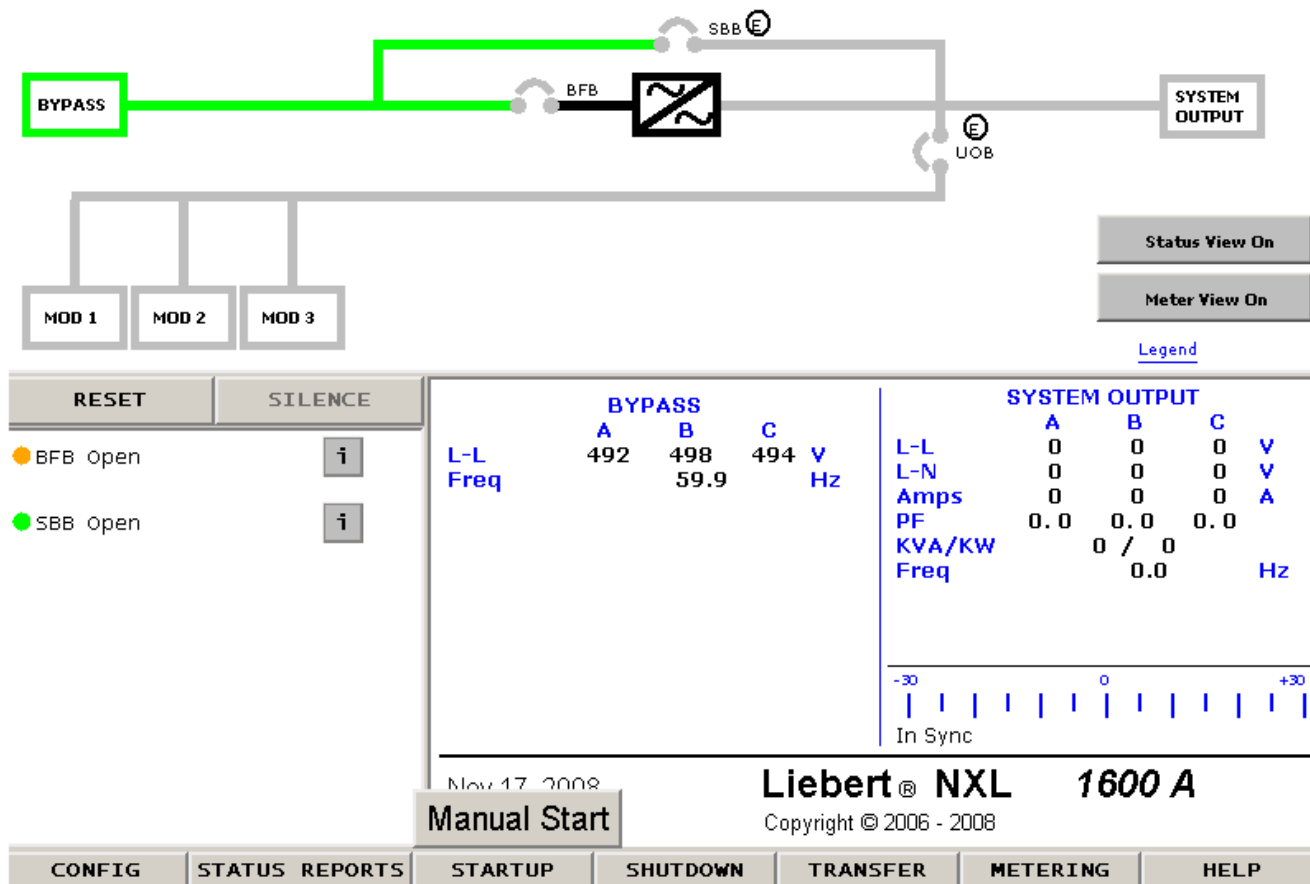 SBB E
BFB
BYPASS
SYSTEM
OUTPUT
E
UOB
Status View On
Meter View On
Legend
MOD 1 MOD 2 MOD 3
RESET SILENCE
BFB Open i
SBB Open i
BYPASS
A B C
L-L 492 498 494 V
Freq 59.9 Hz
SYSTEM OUTPUT
A B C
L-L 0 0 0 V
L-N 0 0 0 V
Amps 0 0 0 A
PF 0.0 0.0 0.0
KVA/KW 0 / 0
Freq 0.0 Hz
-30 0 +30
In Sync
Nov 17, 2008
Liebert ® NXL 1600 A
Copyright © 2006 - 2008
Manual Start
CONFIG STATUS REPORTS STARTUP SHUTDOWN TRANSFER METERING HELP